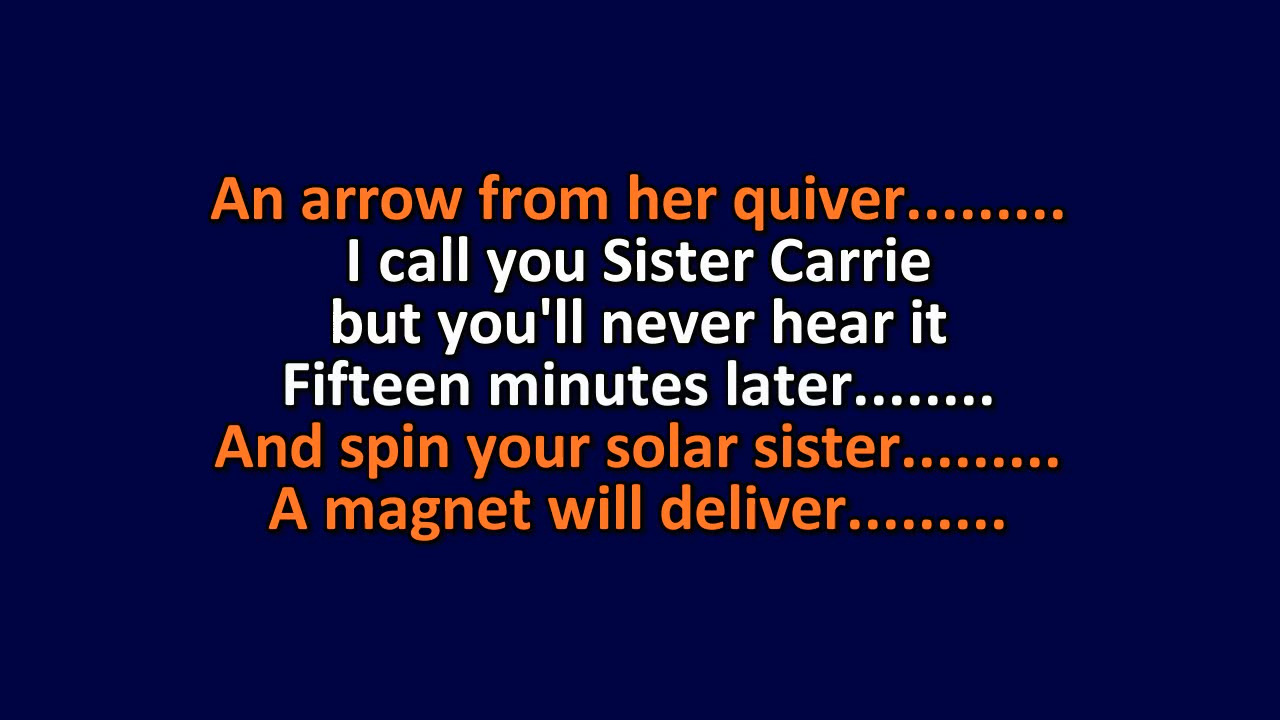 An arrow from her quiver.........
I call you Sister Carrie
but you'll never hear it
Fifteen minutes later........
And spin your solar sister.........
A magnet will deliver.........